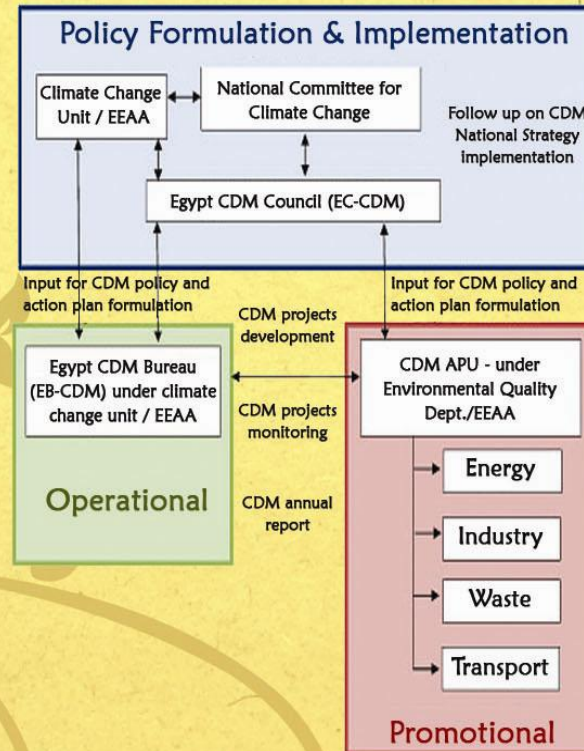 Policy Formulation & Implementation
Climate Change
Unit / EEAA
National Committee for
Climate Change
Follow up on CDM
National Strategy
implementation
Egypt CDM Council (EC-CDM)
Input for CDM policy and
action plan formulation
Input for CDM policy and
action plan formulation
CDM projects
development
Egypt CDM Bureau
(EB-CDM) under climate
change unit / EEAA
CDM projects
monitoring
CDM annual
report
Operational
CDM APU - under
Environmental Quality
Dept./EEAA
Energy
Industry
Waste
Transport
Promotional